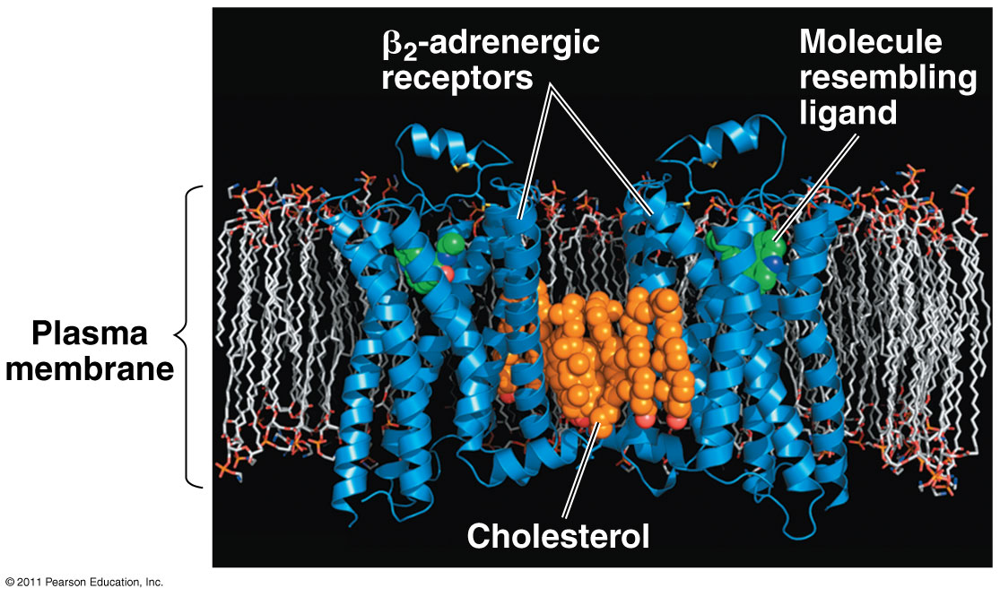 β2-adrenergic
receptors
Molecule
resembling
ligand
Plasma
membrane
Cholesterol
© 2011 Pearson Education, Inc.